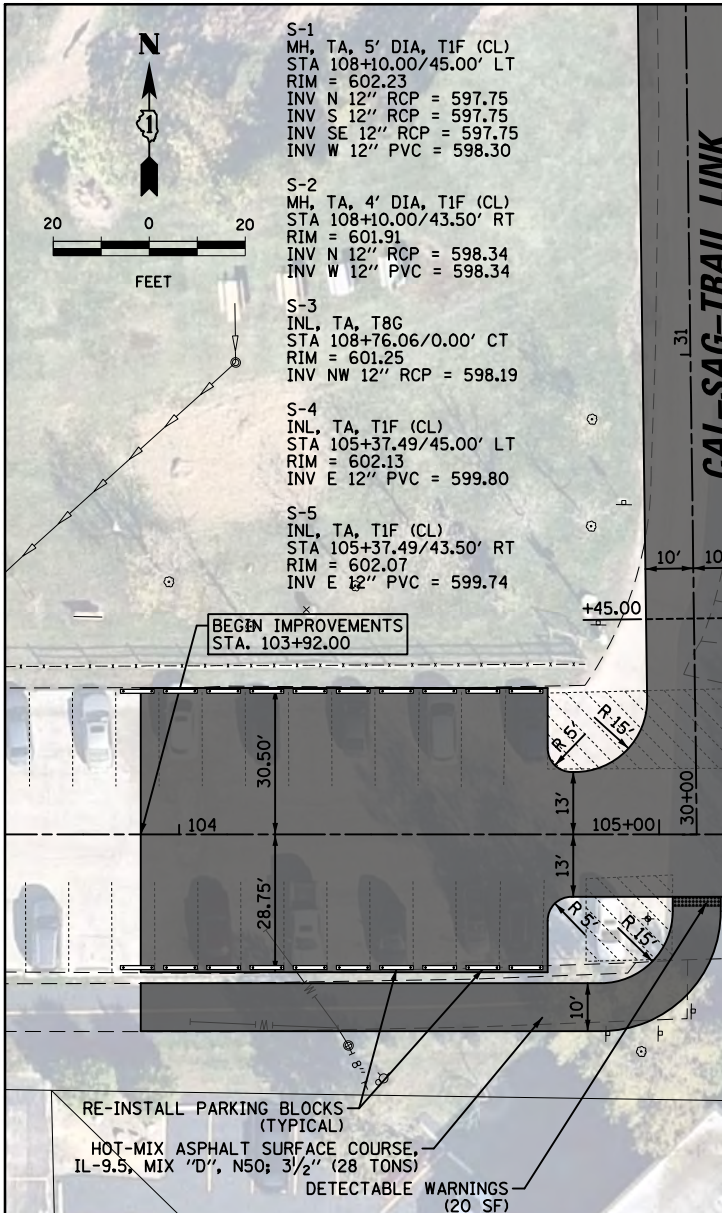 N
1
20 0 20
FEET
S-1
MH, TA, 5' DIA, T1F (CL)
STA 108+10.00/45.00' LT
RIM = 602.23
INV N 12" RCP = 597.75
INV S 12" RCP = 597.75
INV SE 12" RCP = 597.75
INV W 12" PVC = 598.30
S-2
MH, TA, 4' DIA, T1F (CL)
STA 108+10.00/43.50' RT
RIM = 601.91
INV N 12" RCP = 598.34
INV W 12" PVC = 598.34
S-3
INL, TA, T8G
STA 108+76.06/0.00' CT
RIM = 601.25
INV NW 12" RCP = 598.19
S-4
INL, TA, T1F (CL)
STA 105+37.49/45.00' LT
RIM = 602.13
INV E 12" PVC = 599.80
S-5
INL, TA, T1F (CL)
STA 105+37.49/43.50' RT
RIM = 602.07
INV E 12" PVC = 599.74
CAL-SAG-TRAIL LINK
31
10' 10
+45.00
BEGIN IMPROVEMENTS
STA. 103+92.00
R 5'
R 15'
30.50'
13'
30+00
104
105+00
28.75'
13'
R 5'
R 15'
10'
W
W
8"
RE-INSTALL PARKING BLOCKS
(TYPICAL)
HOT-MIX ASPHALT SURFACE COURSE,
IL-9.5, MIX "D", N50; 3 1/2" (28 TONS)
DETECTABLE WARNINGS
(20 SF)